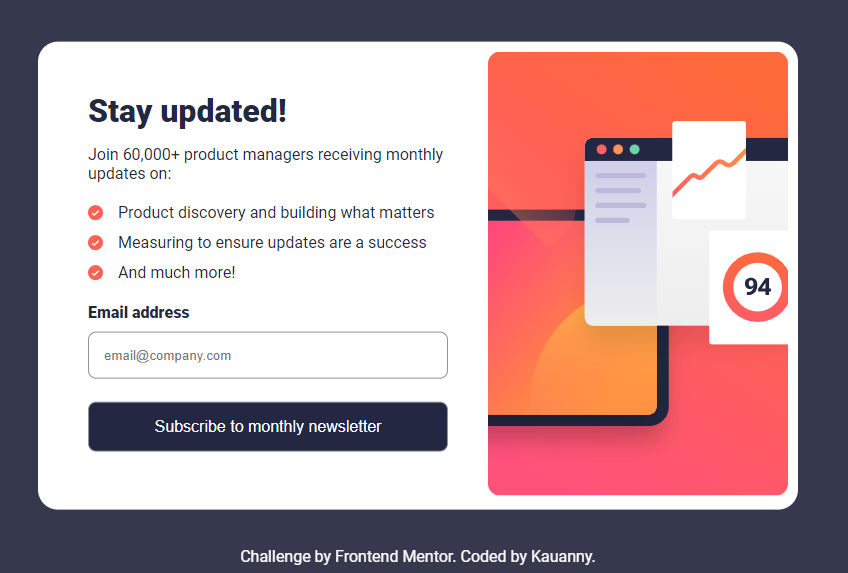 Stay updated!
Join 60,000+ product managers receiving monthly
updates on:
Product discovery and building what matters
Measuring to ensure updates are a success
And much more!
Email address
email@company.com
Subscribe to monthly newsletter
94
Challenge by Frontend Mentor. Coded by Kauanny.